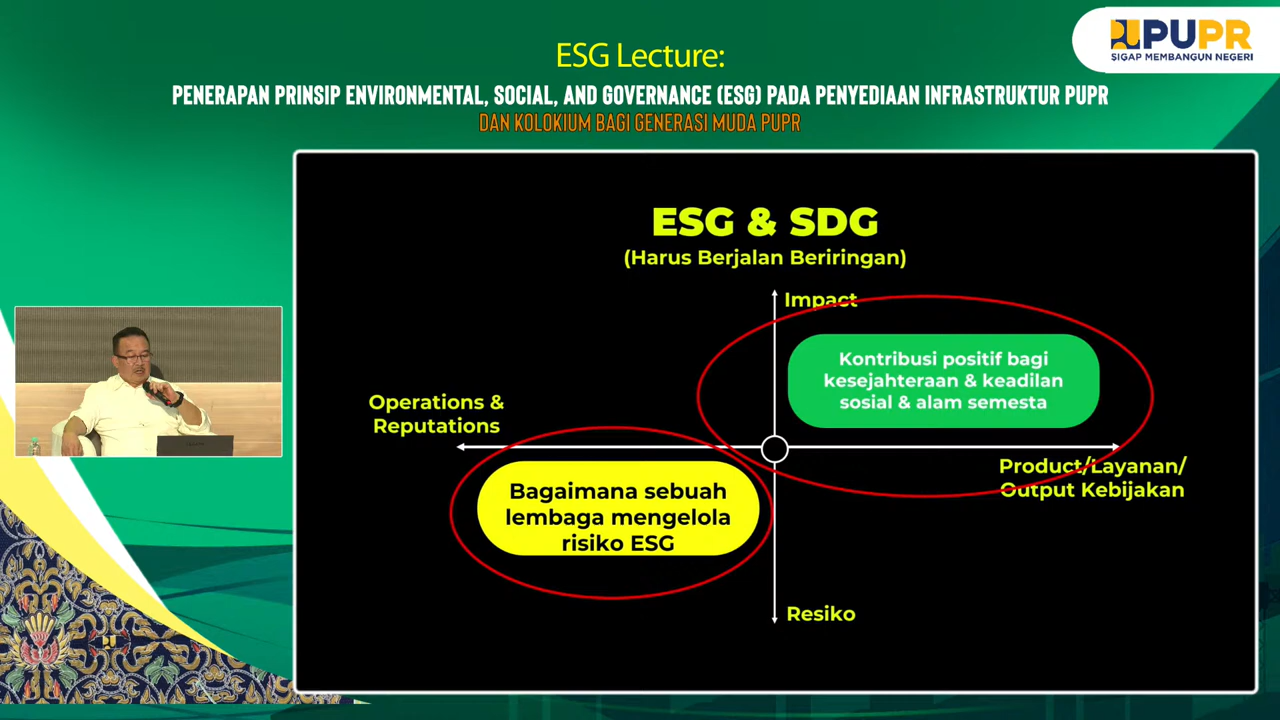 PUPR
SIGAP MEMBANGUN NEGERI
ESG Lecture:
PENERAPAN PRINSIP ENVIRONMENTAL, SOCIAL, AND GOVERNANCE (ESG) PADA PENYEDIAAN INFRASTRUKTUR PUPR
DAN KOLOKIUM BAGI GENERASI MUDA PUPR
ESG & SDG
(Harus Berjalan Beriringan)
Impact
Kontribusi positif bagi
kesejahteraan & keadilan
sosial & alam semesta
Operations &
Reputations
Product/Layanan/
Output Kebijakan
Bagaimana sebuah
lembaga mengelola
risiko ESG
Resiko